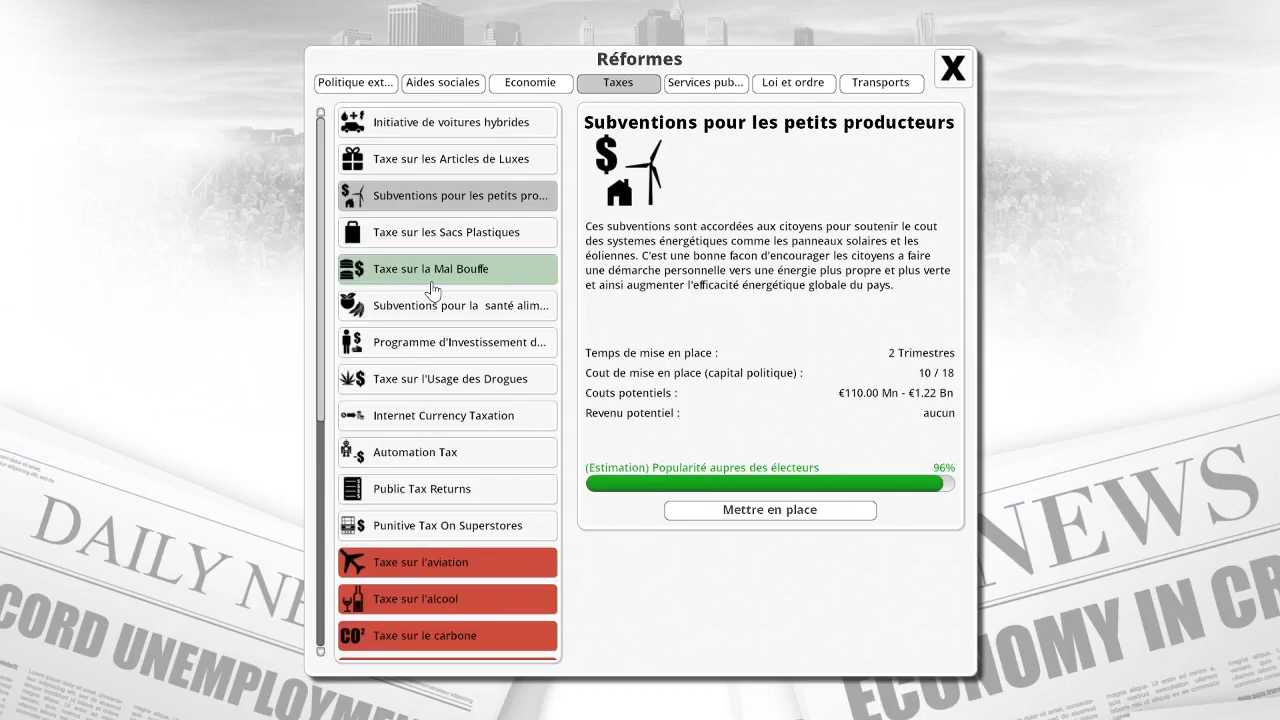 Réformes
X
Politique ext...
Aides sociales
Economie
Taxes
Services pub...
Loi et ordre
Transports
Initiative de voitures hybrides
Taxe sur les Articles de Luxes
Subventions pour les petits pro...
Taxe sur les Sacs Plastiques
Taxe sur la Mal Bouffe
Subventions pour la  santé alim...
Programme d'Investissement d...
Taxe sur l'Usage des Drogues
Internet Currency Taxation
Automation Tax
Public Tax Returns
Punitive Tax On Superstores
Taxe sur l'aviation
Taxe sur l'alcool
CO² Taxe sur le carbone
Subventions pour les petits producteurs
Ces subventions sont accordées aux citoyens pour soutenir le cout
des systemes énergétiques comme les panneaux solaires et les
éoliennes. C'est une bonne facon d'encourager les citoyens a faire
une démarche personnelle vers une énergie plus propre et plus verte
et ainsi augmenter l'efficacité énergétique globale du pays.
Temps de mise en place : 2 Trimestres
Cout de mise en place (capital politique) : 10 / 18
Couts potentiels : €110.00 Mn - €1.22 Bn
Revenu potentiel : aucun
(Estimation) Popularité aupres des électeurs 96%
Mettre en place
DAILY NE
CORD UNEMPLOYM
NEWS
ECONOMY IN CR